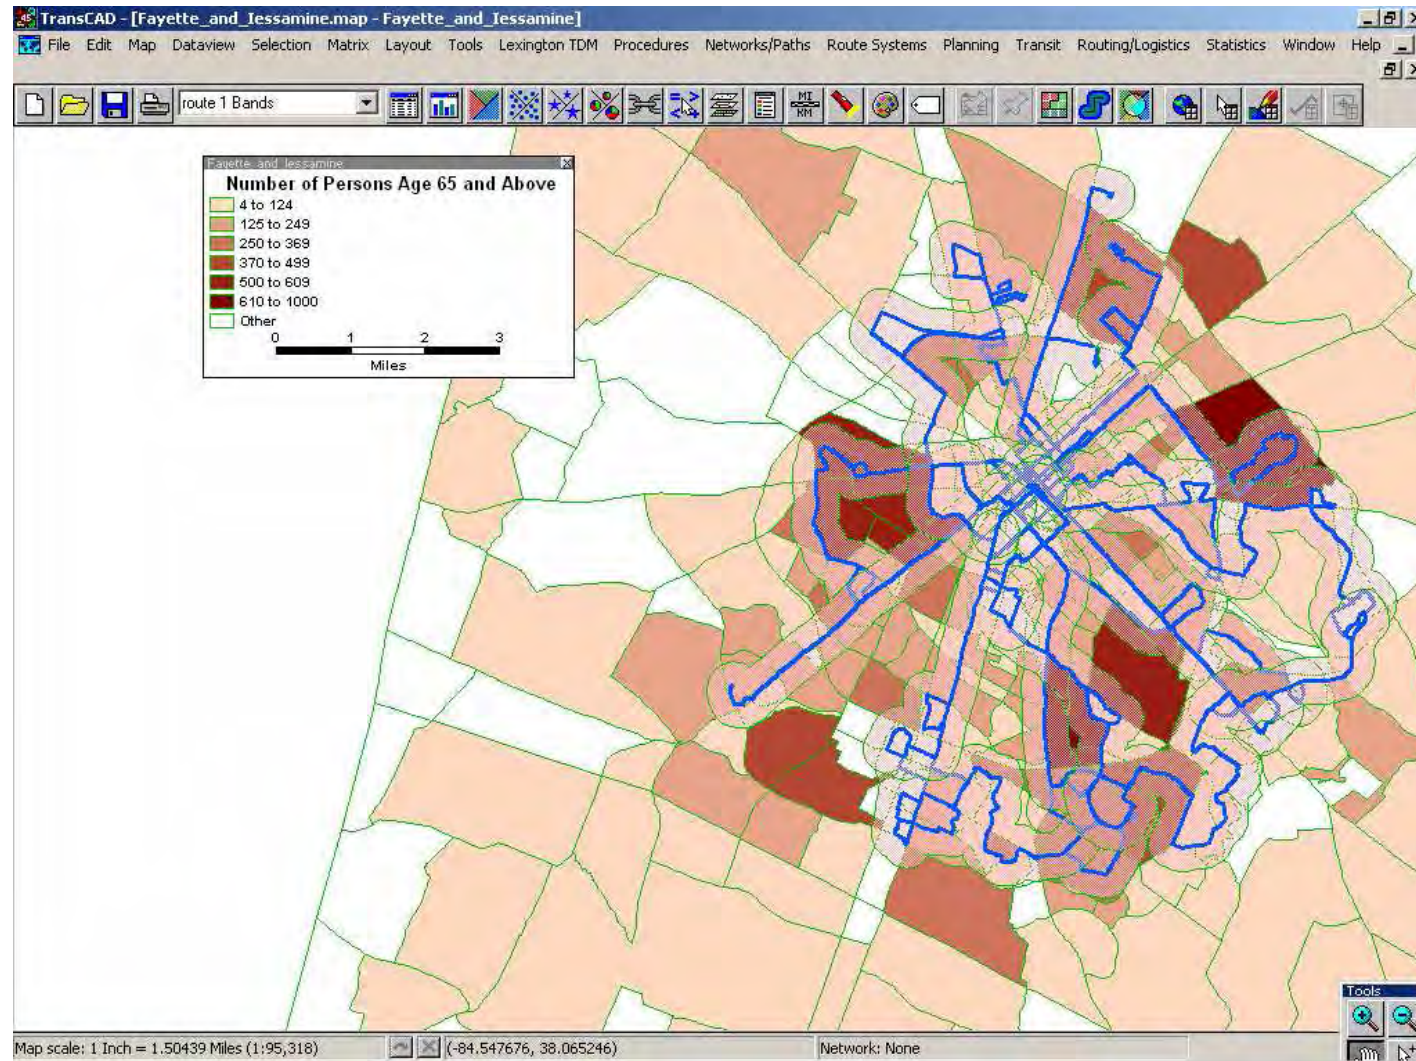 TransCAD - [Fayette_and_Iessamine.map - Fayette_and_Iessamine]
File Edit Map Dataview Selection Matrix Layout Tools Lexington TDM Procedures Networks/Paths Route Systems Planning Transit Routing/Logistics Statistics Window Help
route 1 Bands
MI
KM
Fayette_and_Iessamine
Number of Persons Age 65 and Above
4 to 124
125 to 249
250 to 369
370 to 499
500 to 609
610 to 1000
Other
0 1 2 3
Miles
Tools
Map scale: 1 Inch = 1.50439 Miles (1:95,318) (-84.547676, 38.065246) Network: None